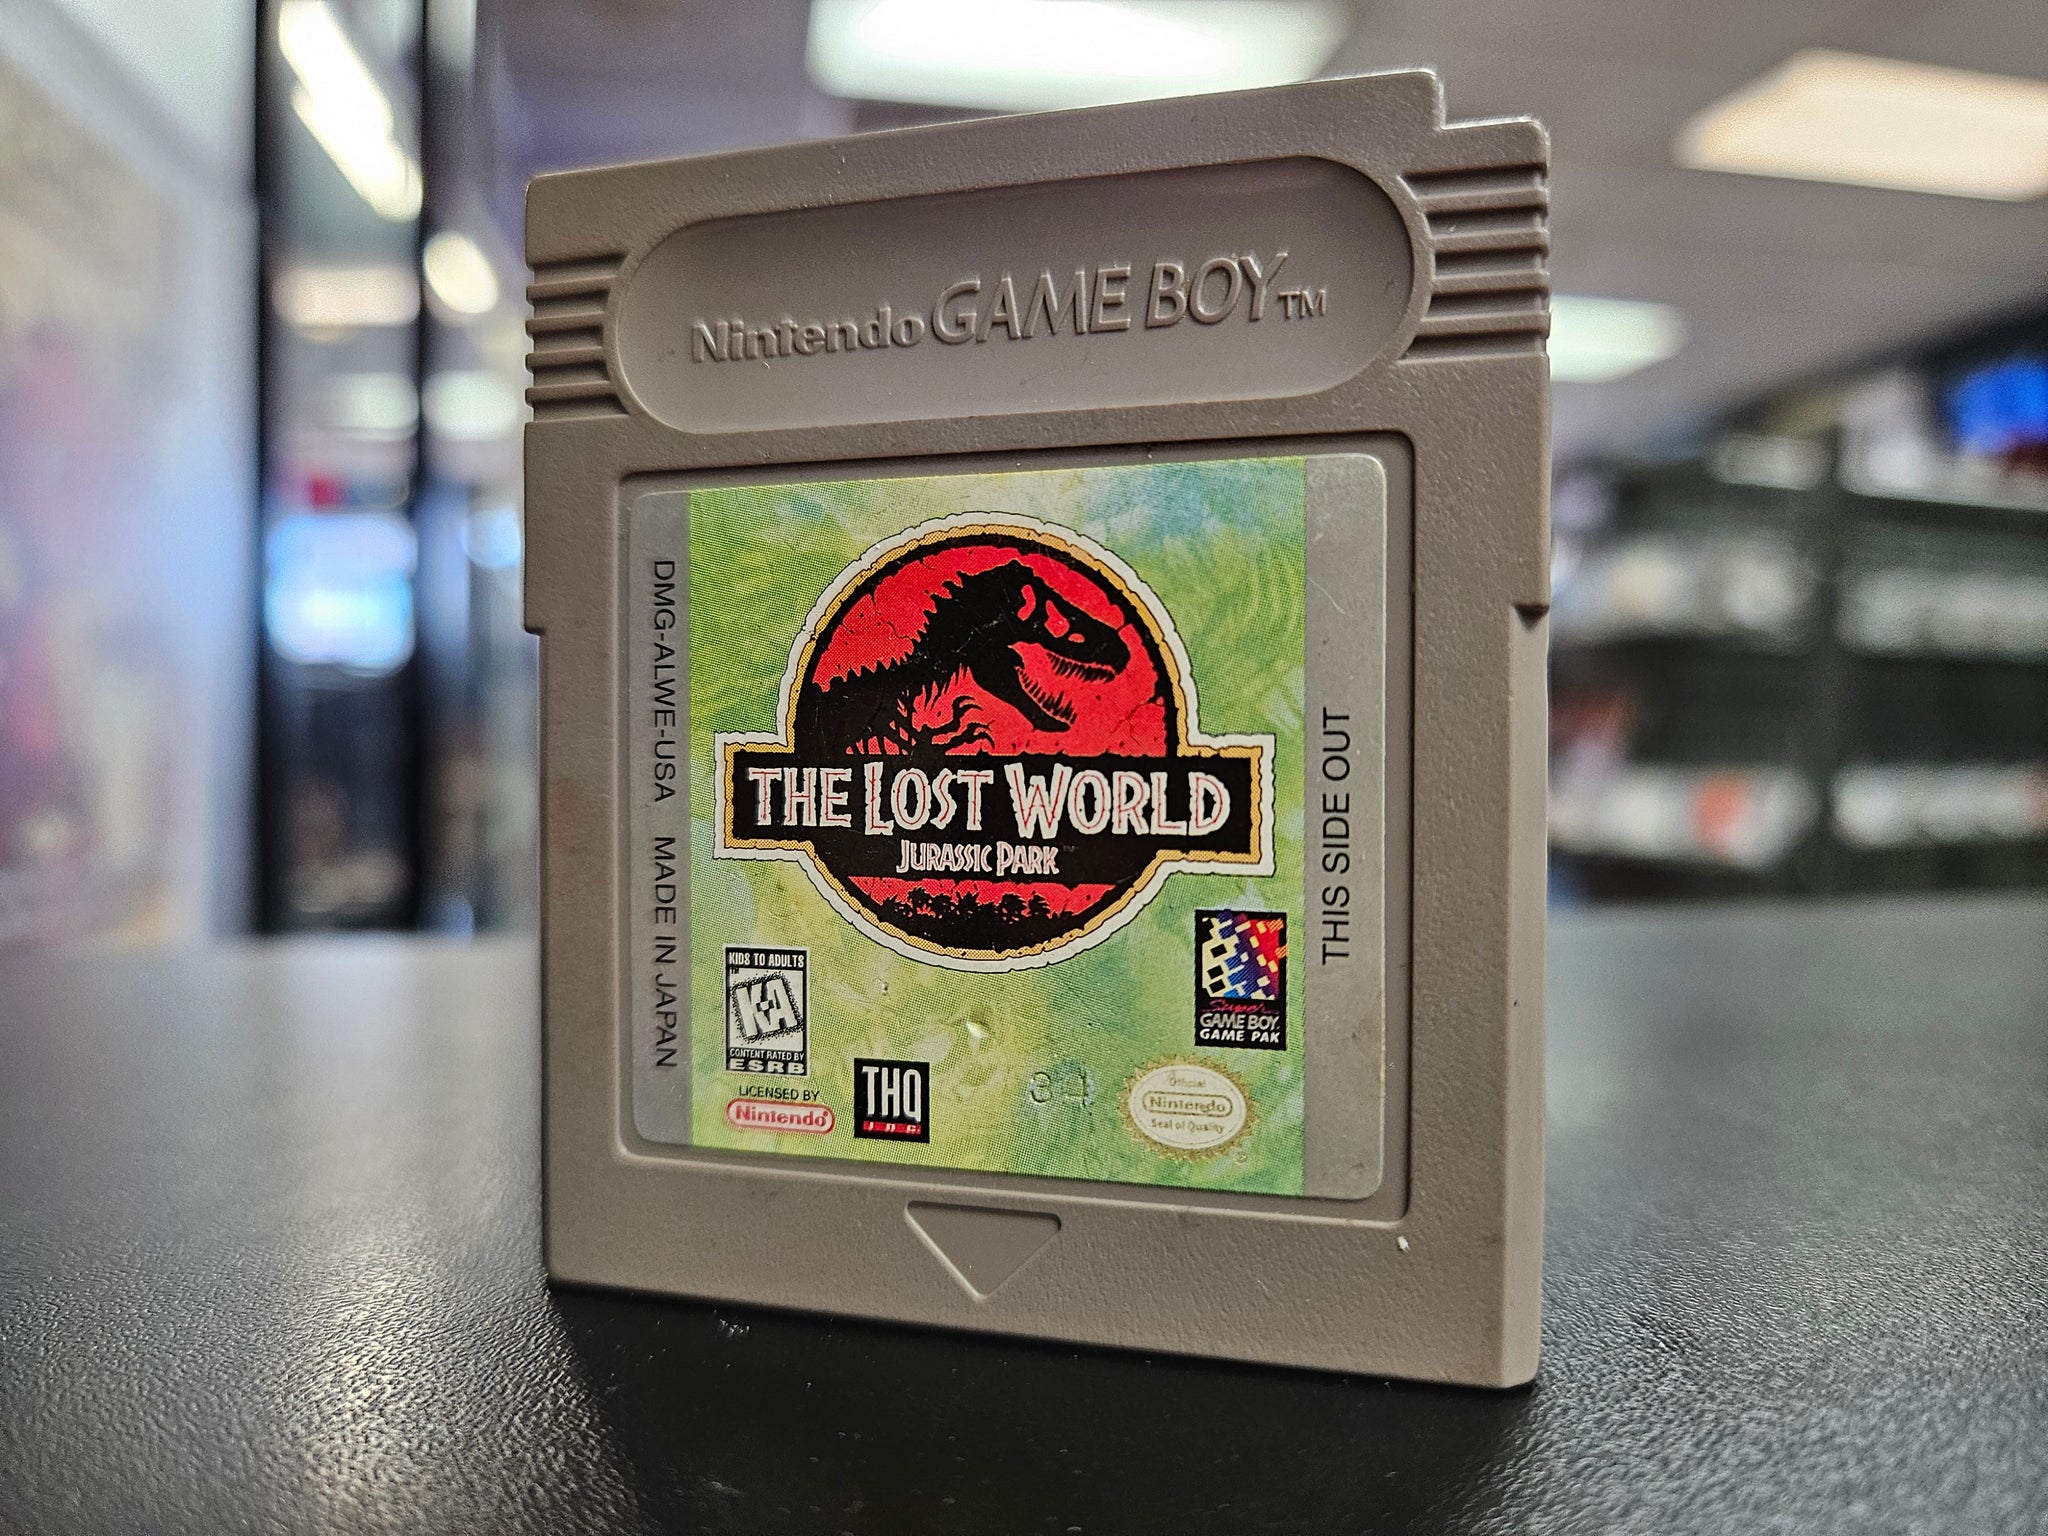 Nintendo GAME BOY™
DMG-ALWE-USA MADE IN JAPAN
THE LOST WORLD
JURASSIC PARK
THIS SIDE OUT
KIDS TO ADULTS
K-A
CONTENT RATED BY
ESRB
Super
GAME BOY
GAME PAK
LICENSED BY
Nintendo®
THQ
34
Official
Nintendo
Seal of Quality
®